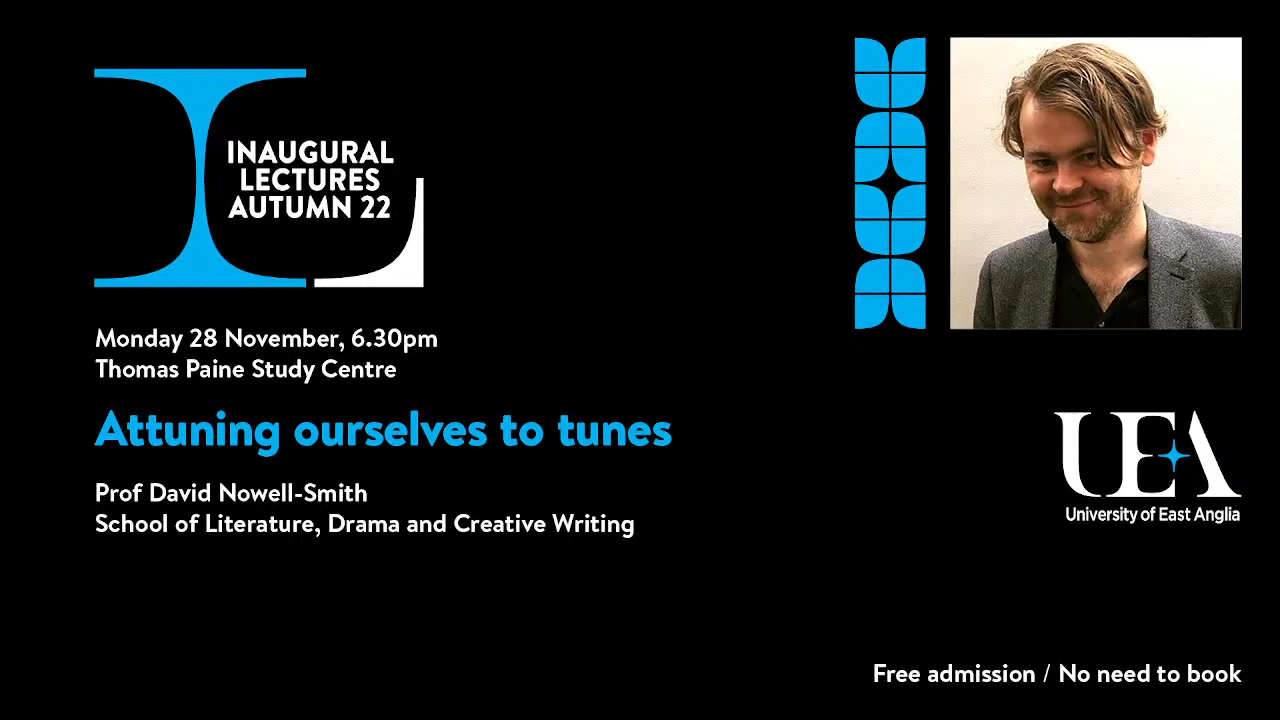 INAUGURAL
LECTURES
AUTUMN 22
Monday 28 November, 6.30pm
Thomas Paine Study Centre
Attuning ourselves to tunes
Prof David Nowell-Smith
School of Literature, Drama and Creative Writing
UEA
University of East Anglia
Free admission / No need to book